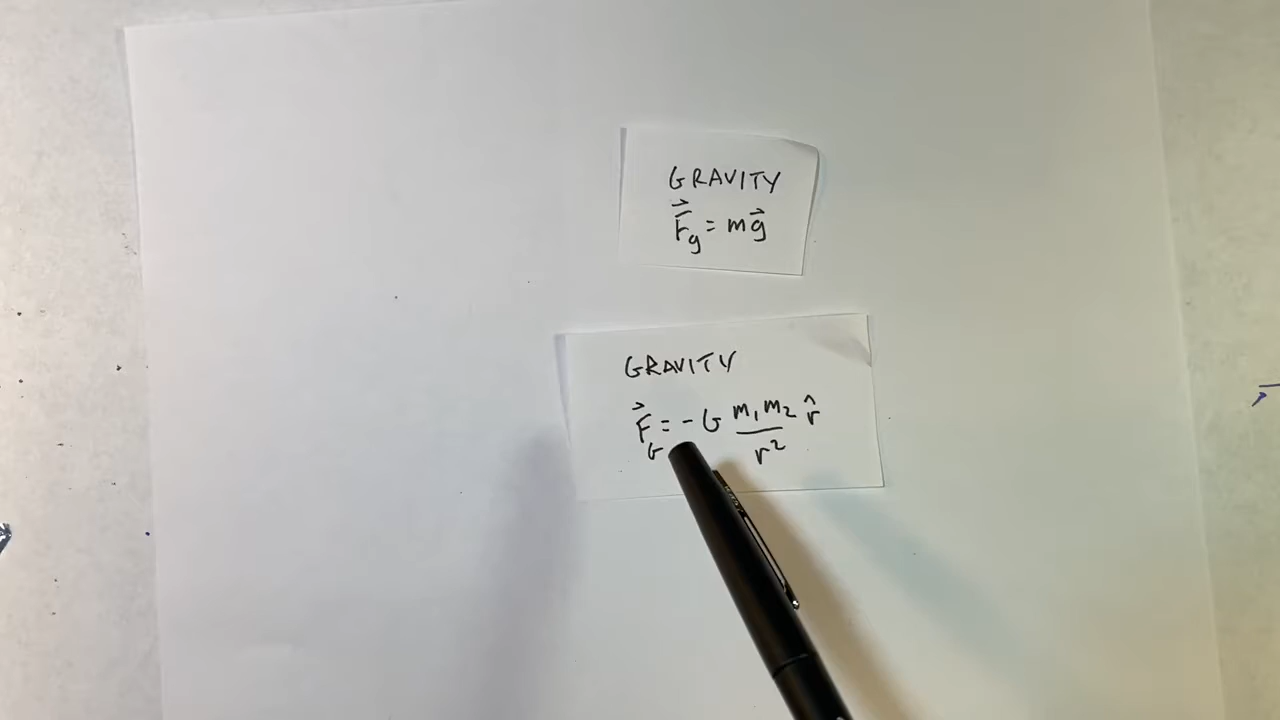 GRAVITY
F⃗g = mg⃗
GRAVITY
F⃗G = -G m₁m₂/r² r̂